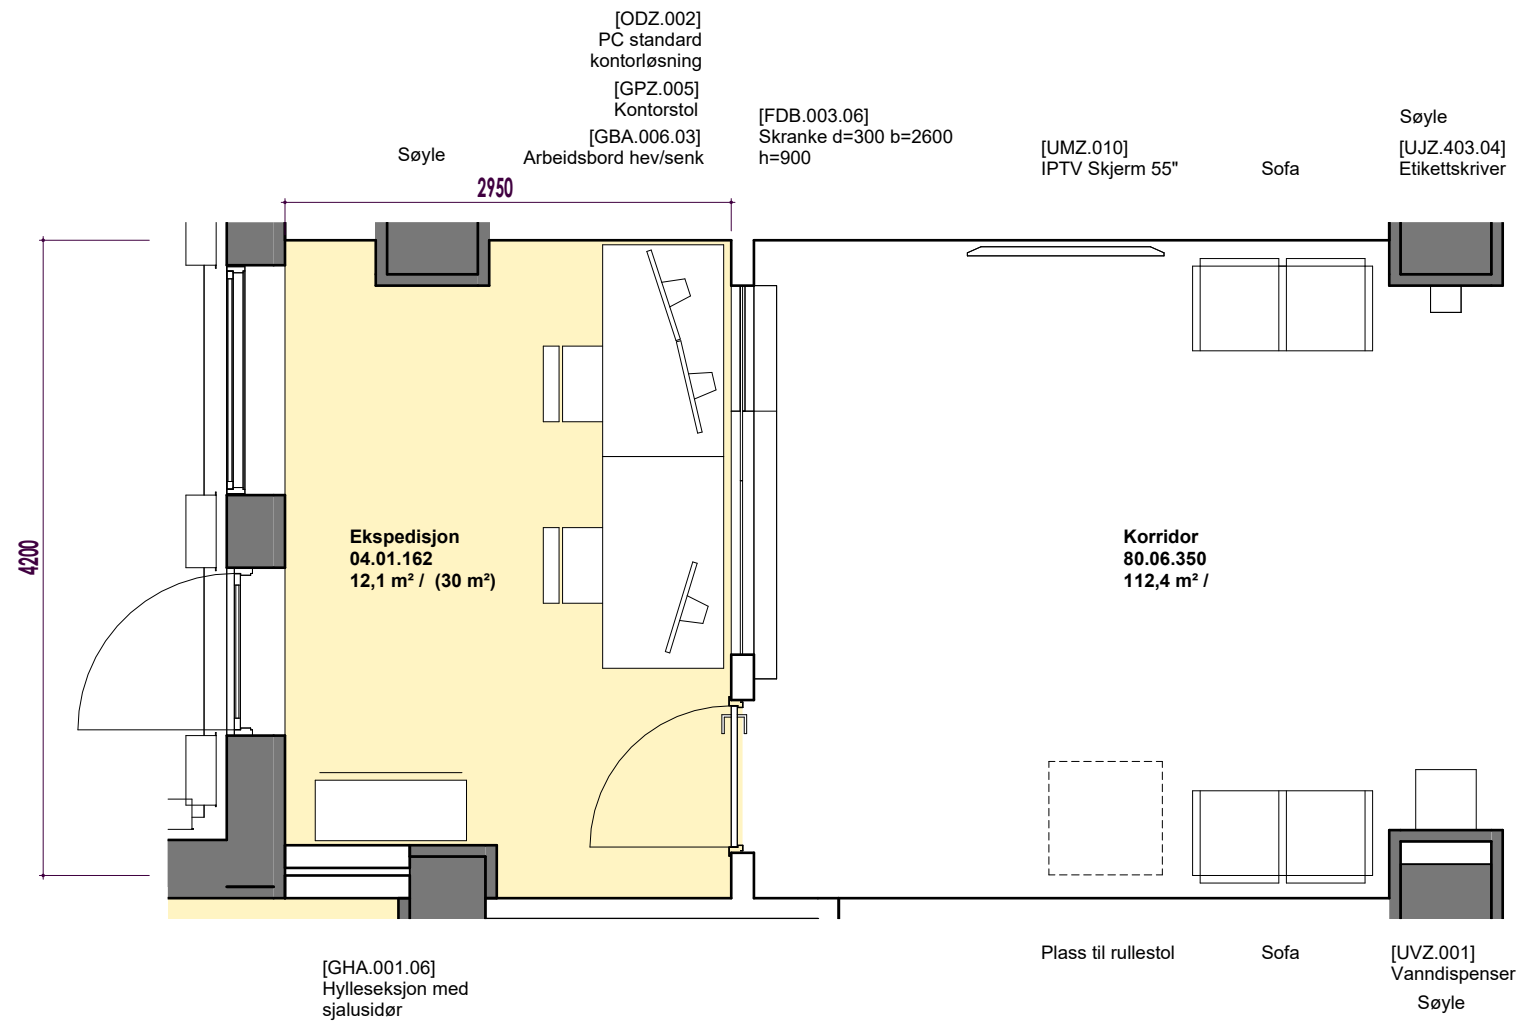 [ODZ.002]
PC standard
kontorløsning
[GPZ.005]
Kontorstol
[GBA.006.03]
Arbeidsbord hev/senk
Søyle
[FDB.003.06]
Skranke d=300 b=2600
h=900
[UMZ.010]
IPTV Skjerm 55"
Sofa
Søyle
[UJZ.403.04]
Etikettskriver
2950
4200
Ekspedisjon
04.01.162
12,1 m² / (30 m²)
Korridor
80.06.350
112,4 m² /
[GHA.001.06]
Hylleseksjon med
sjalusidør
Plass til rullestol
Sofa
[UVZ.001]
Vanndispenser
Søyle